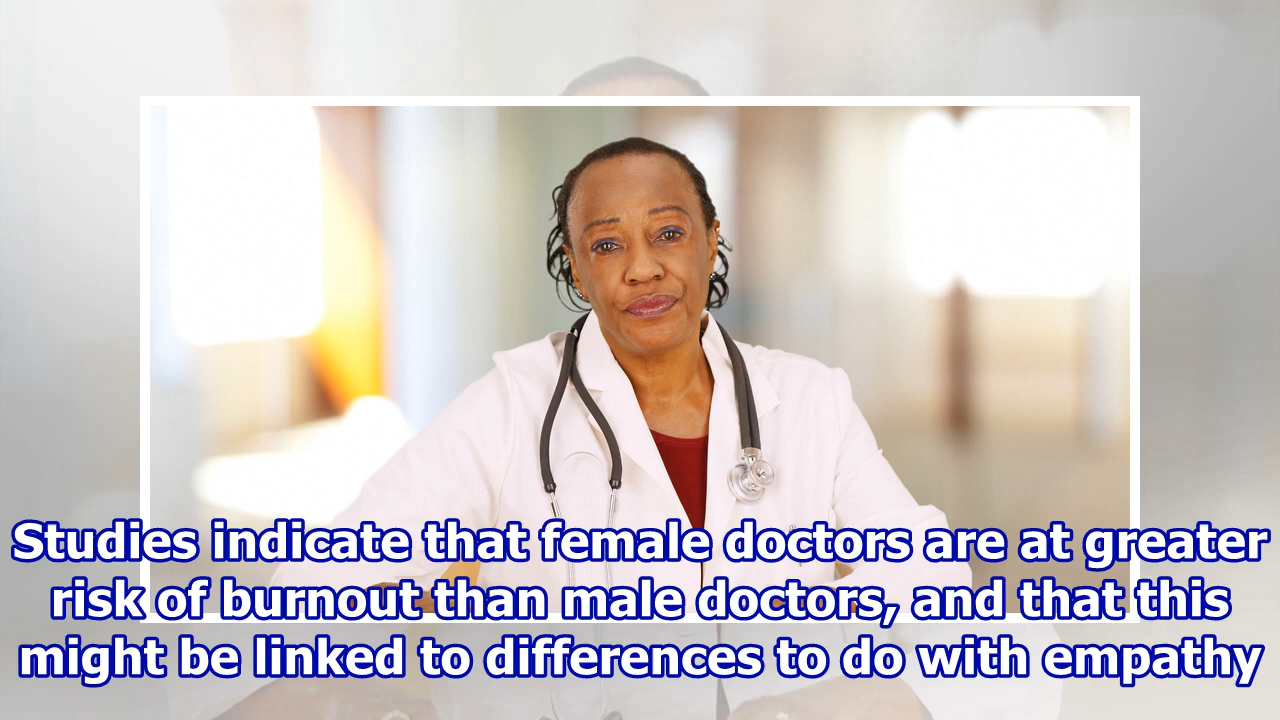 Studies indicate that female doctors are at greater
risk of burnout than male doctors, and that this
might be linked to differences to do with empathy